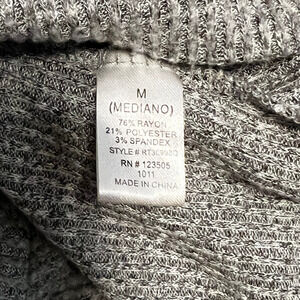 M
(MEDIANO)
76% RAYON
21% POLYESTER
3% SPANDEX
STYLE #
RN # 123505
1011
MADE IN CHINA